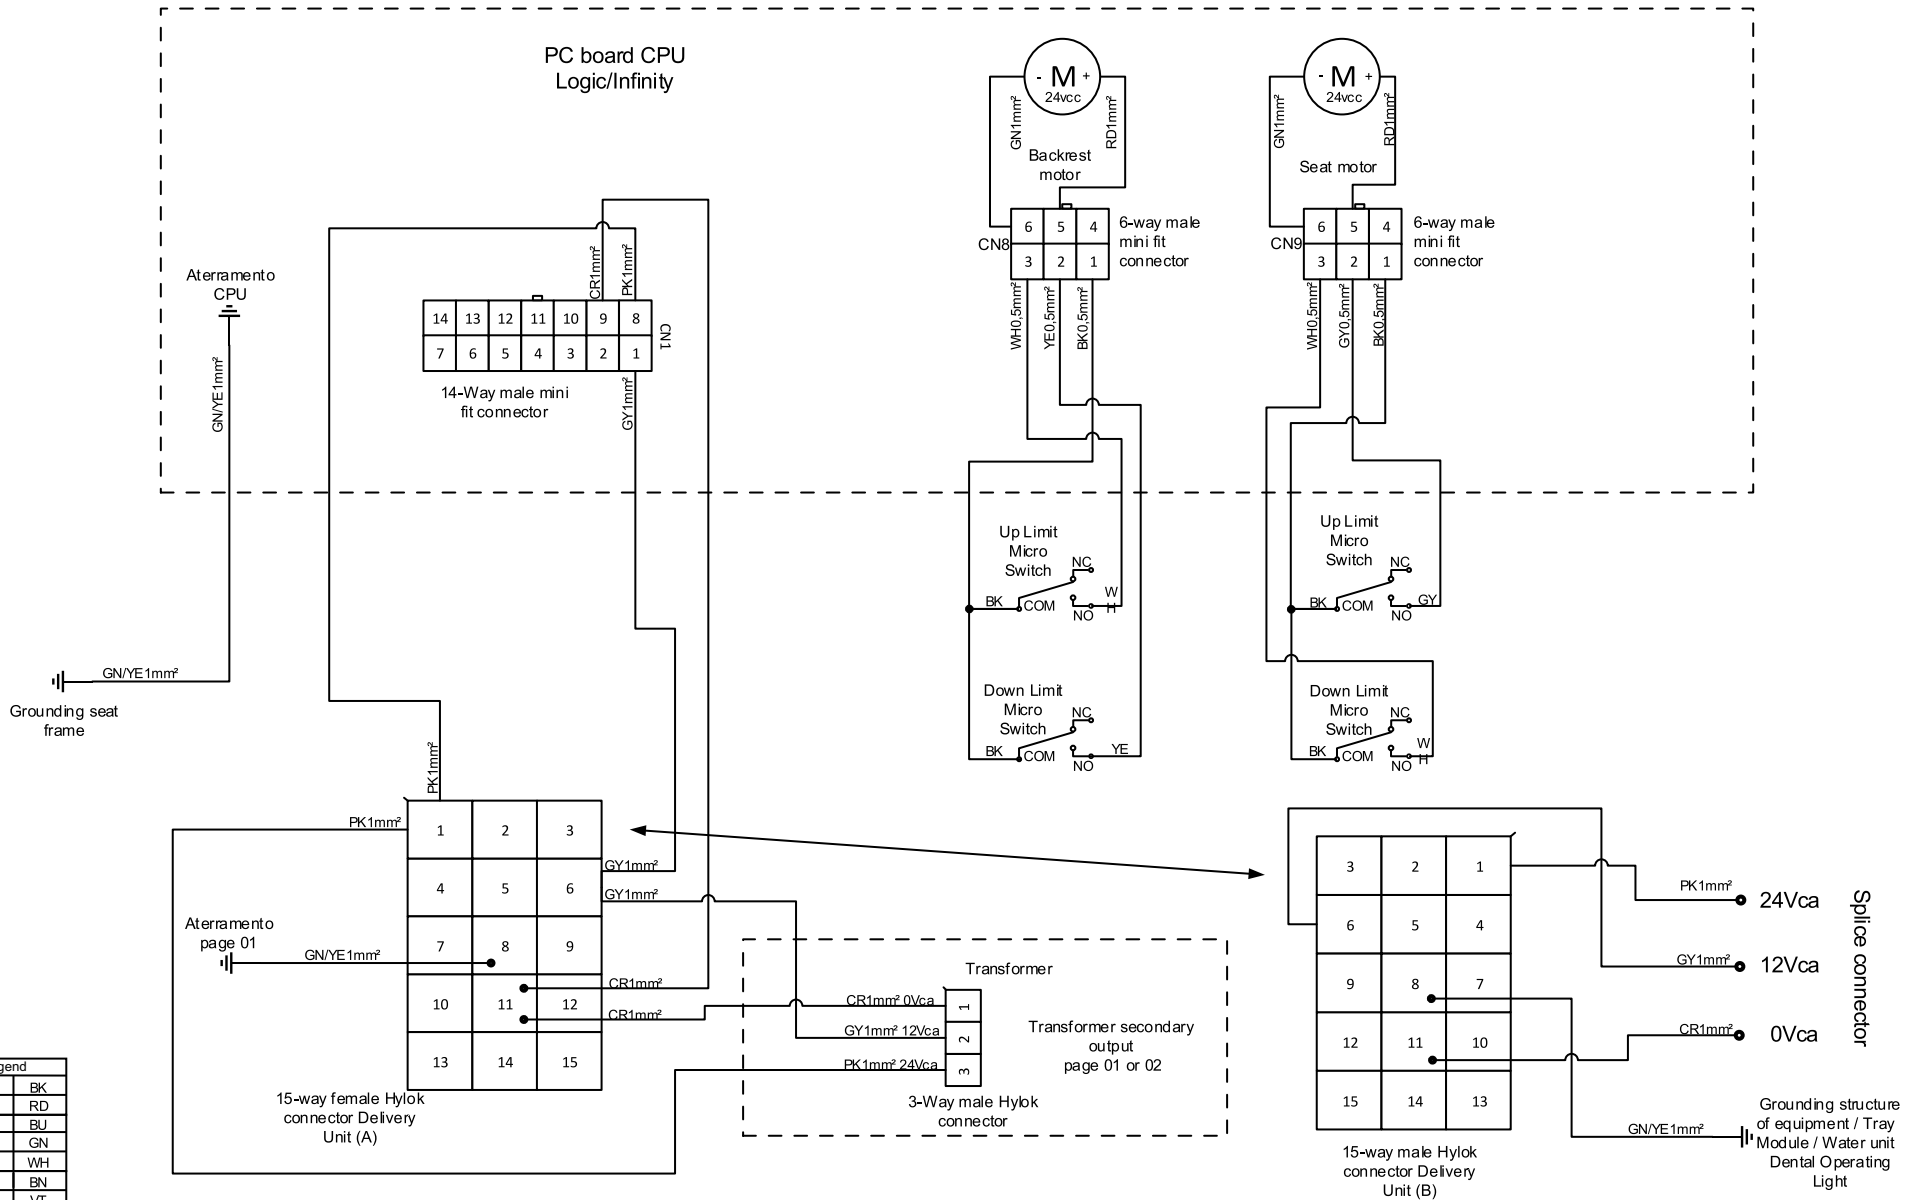 PC board CPU
Logic/Infinity
- M +
24vcc
GN1mm²
RD1mm²
Backrest
motor
- M +
24vcc
GN1mm²
RD1mm²
Seat motor
6 5 4
3 2 1
CN8
6-way male
mini fit
connector
6 5 4
3 2 1
CN9
6-way male
mini fit
connector
WH0,5mm²
YE0,5mm²
BK0,5mm²
WH0,5mm²
GY0,5mm²
BK0,5mm²
Aterramento
CPU
GN/YE1mm²
CR1mm²
PK1mm²
14 13 12 11 10 9 8
7 6 5 4 3 2 1
CN1
14-Way male mini
fit connector
GY1mm²
Up Limit
Micro
Switch
NC
BK
COM
NO
W
H
Up Limit
Micro
Switch
NC
BK
COM
NO
GY
GN/YE1mm²
Grounding seat
frame
Down Limit
Micro
Switch
NC
BK
COM
NO
YE
Down Limit
Micro
Switch
NC
BK
COM
NO
W
H
PK1mm²
PK1mm²
1 2 3
4 5 6
7 8 9
10 11 12
13 14 15
GY1mm²
GY1mm²
Aterramento
page 01
GN/YE1mm²
CR1mm²
CR1mm²
15-way female Hylok
connector Delivery
Unit (A)
Transformer
CR1mm² 0Vca
GY1mm² 12Vca
PK1mm² 24Vca
1
2
3
Transformer secondary
output
page 01 or 02
3-Way male Hylok
connector
3 2 1
6 5 4
9 8 7
12 11 10
15 14 13
15-way male Hylok
connector Delivery
Unit (B)
PK1mm²
24Vca
GY1mm²
12Vca
CR1mm²
0Vca
Splice connector
GN/YE1mm²
Grounding structure
of equipment / Tray
Module / Water unit
Dental Operating
Light
gend
BK
RD
BU
GN
WH
BN